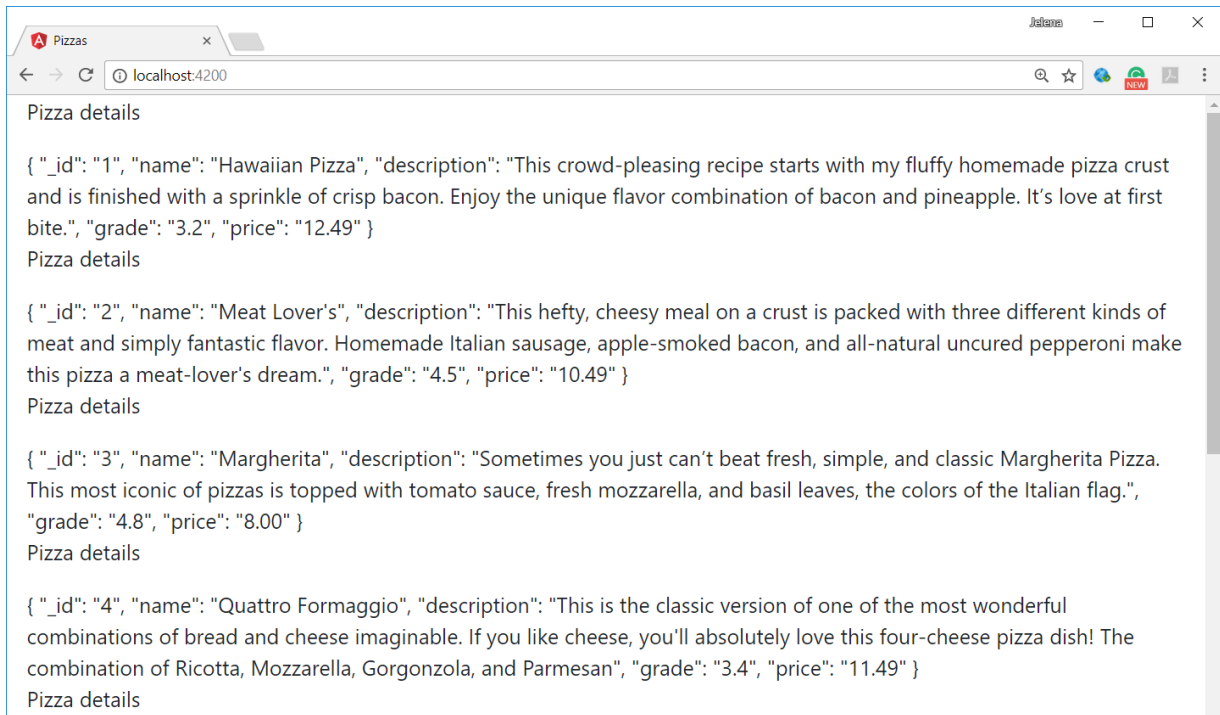 Jelena
Pizzas
localhost:4200
NEW
Pizza details
{ "_id": "1", "name": "Hawaiian Pizza", "description": "This crowd-pleasing recipe starts with my fluffy homemade pizza crust
and is finished with a sprinkle of crisp bacon. Enjoy the unique flavor combination of bacon and pineapple. It’s love at first
bite.", "grade": "3.2", "price": "12.49" }
Pizza details
{ "_id": "2", "name": "Meat Lover's", "description": "This hefty, cheesy meal on a crust is packed with three different kinds of
meat and simply fantastic flavor. Homemade Italian sausage, apple-smoked bacon, and all-natural uncured pepperoni make
this pizza a meat-lover's dream.", "grade": "4.5", "price": "10.49" }
Pizza details
{ "_id": "3", "name": "Margherita", "description": "Sometimes you just can’t beat fresh, simple, and classic Margherita Pizza.
This most iconic of pizzas is topped with tomato sauce, fresh mozzarella, and basil leaves, the colors of the Italian flag.",
"grade": "4.8", "price": "8.00" }
Pizza details
{ "_id": "4", "name": "Quattro Formaggio", "description": "This is the classic version of one of the most wonderful
combinations of bread and cheese imaginable. If you like cheese, you'll absolutely love this four-cheese pizza dish! The
combination of Ricotta, Mozzarella, Gorgonzola, and Parmesan", "grade": "3.4", "price": "11.49" }
Pizza details